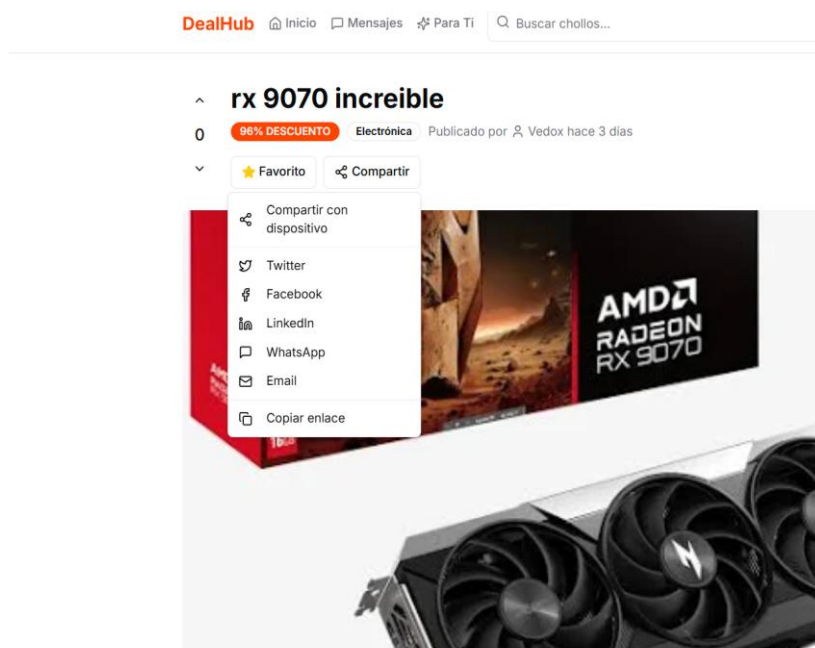 DealHub Inicio Mensajes Para Ti Buscar chollos...
rx 9070 increible
0
96% DESCUENTO Electrónica Publicado por Vedox hace 3 días
Favorito Compartir
Compartir con
dispositivo
Twitter
Facebook
LinkedIn
WhatsApp
Email
Copiar enlace
AMD
RADEON
RX 9070